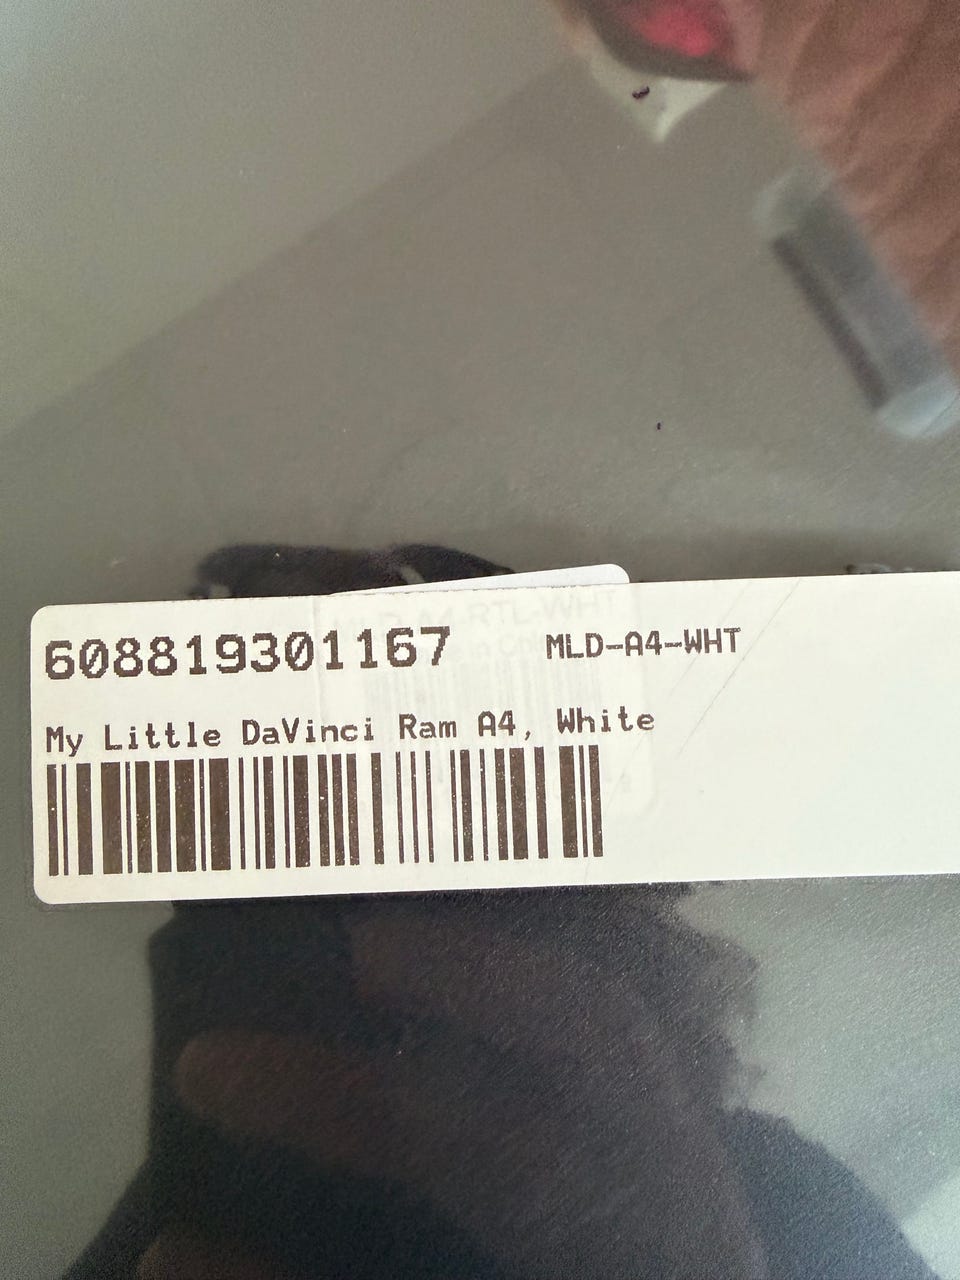 608819301167 MLD-A4-WHT
My Little DaVinci Ram A4, White